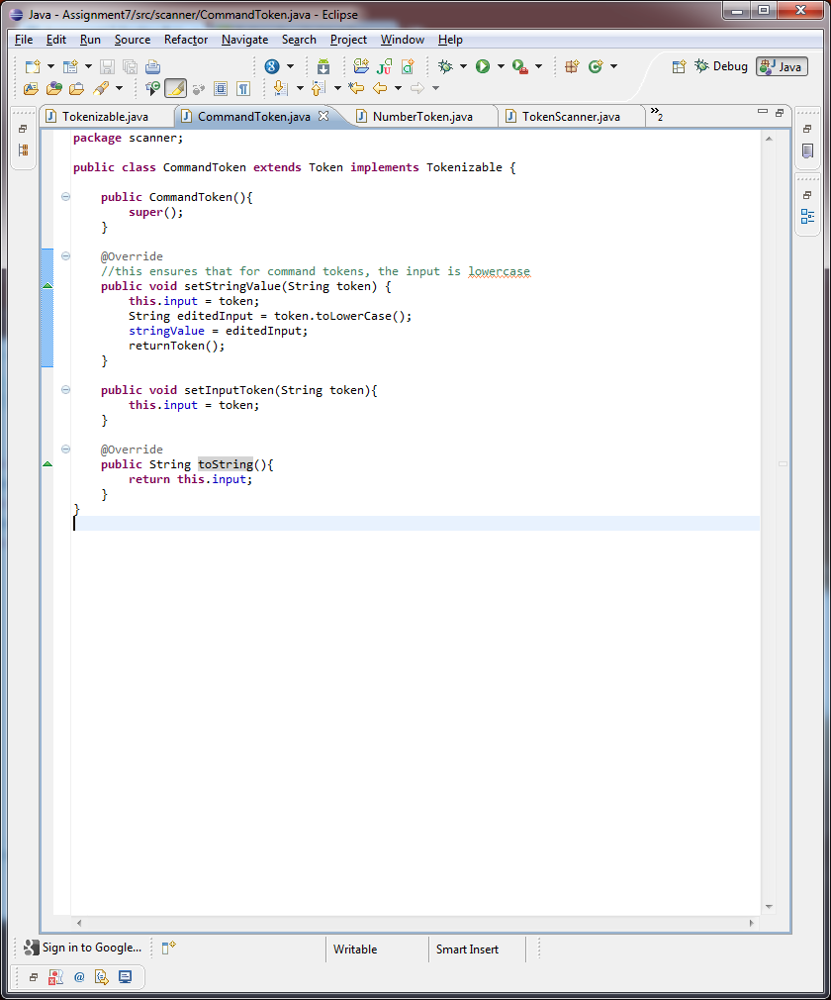 Java - Assignment7/src/scanner/CommandToken.java - Eclipse
File Edit Run Source Refactor Navigate Search Project Window Help
Debug Java
Tokenizable.java CommandToken.java NumberToken.java TokenScanner.java »2
package scanner;
public class CommandToken extends Token implements Tokenizable {
public CommandToken(){
super();
}
@Override
//this ensures that for command tokens, the input is lowercase
public void setStringValue(String token) {
this.input = token;
String editedInput = token.toLowerCase();
stringValue = editedInput;
returnToken();
}
public void setInputToken(String token){
this.input = token;
}
@Override
public String toString(){
return this.input;
}
}
Sign in to Google... Writable Smart Insert